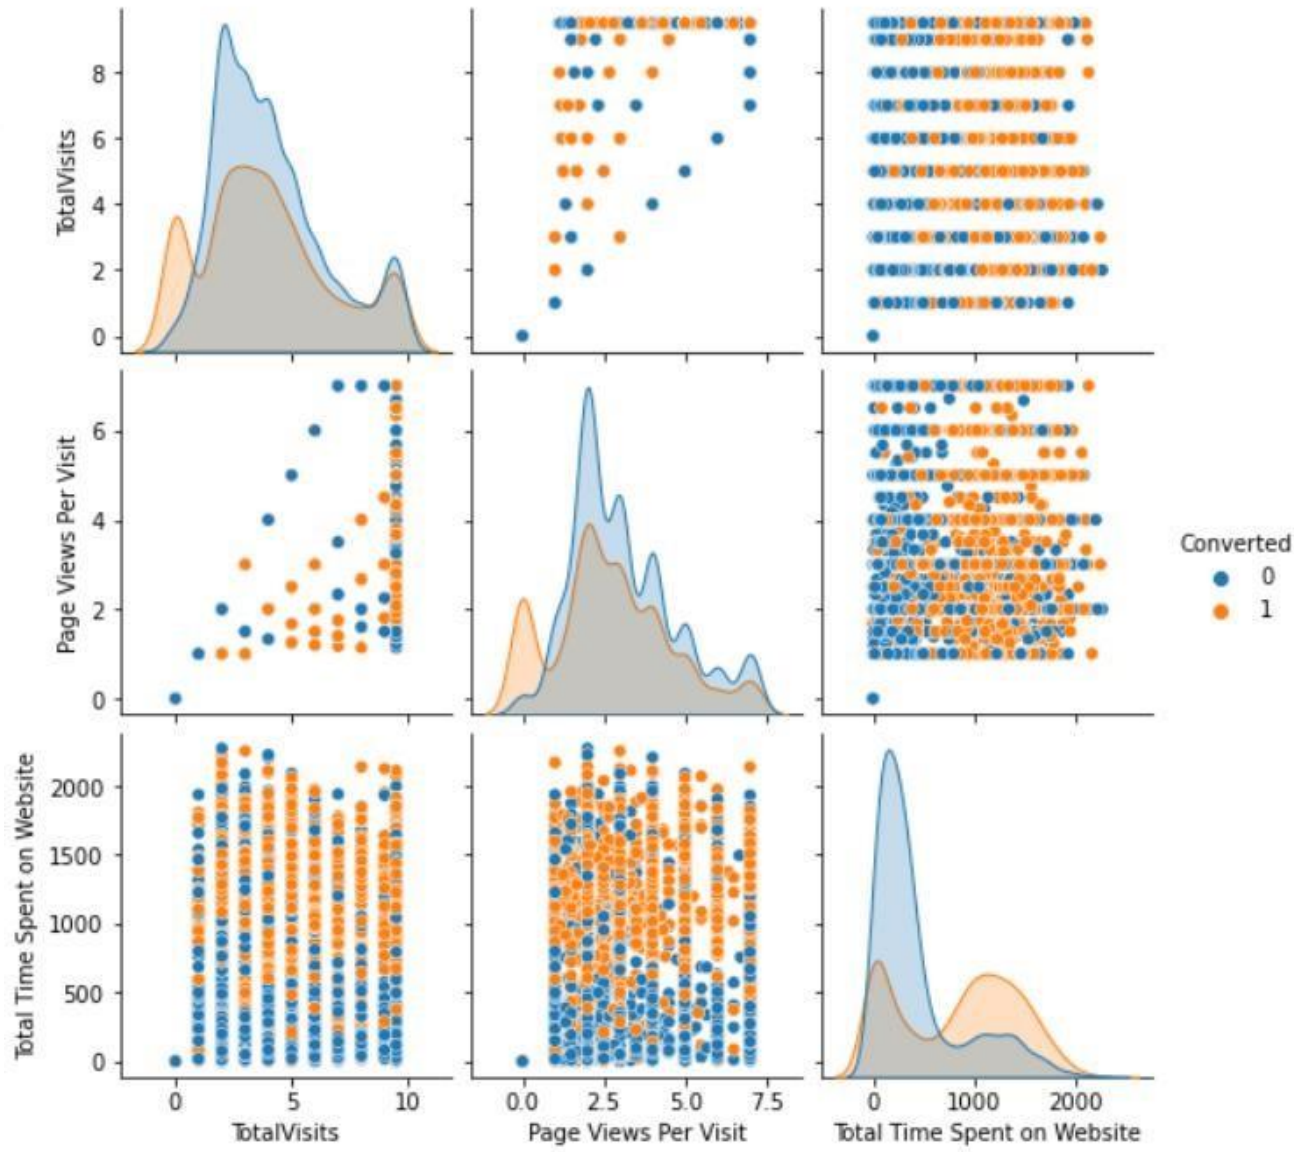 TotalVisits
8
6
4
2
0
Page Views Per Visit
6
4
2
0
Converted
0
1
Total Time Spent on Website
2000
1500
1000
500
0
0 5 10
0.0 2.5 5.0 7.5
0 1000 2000
TotalVisits
Page Views Per Visit
Total Time Spent on Website